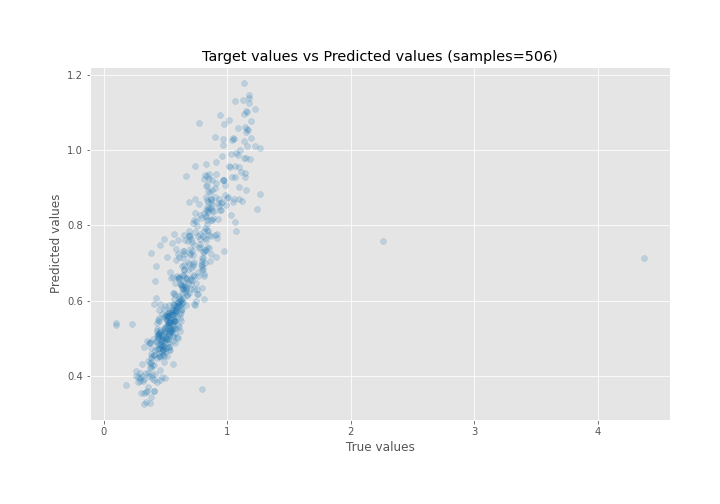 Target values vs Predicted values (samples=506)
1.2
1.0
0.8
0.6
0.4
Predicted values
0 1 2 3 4
True values